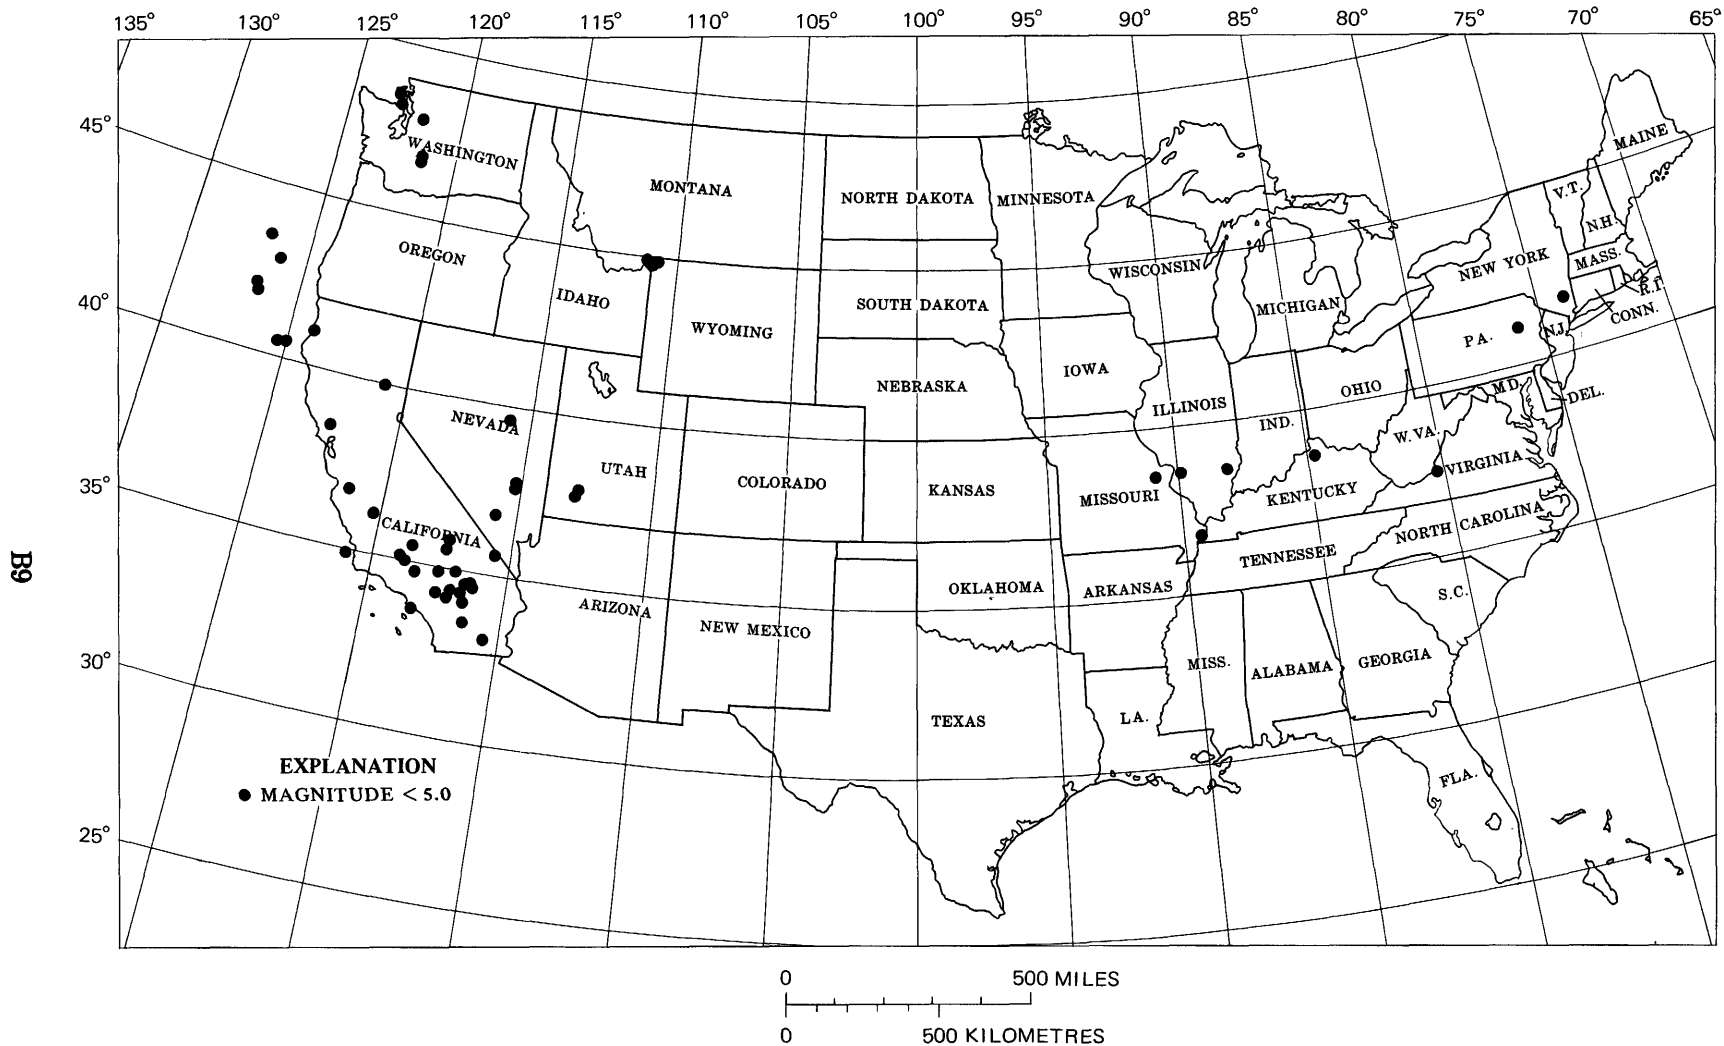 135° 130° 125° 120° 115° 110° 105° 100° 95° 90° 85° 80° 75° 70° 65°
45°
40°
35°
30°
25°
WASHINGTON
MONTANA
NORTH DAKOTA
MINNESOTA
MAINE
V.T.
N.H.
OREGON
IDAHO
WYOMING
SOUTH DAKOTA
WISCONSIN
MICHIGAN
NEW YORK
MASS.
R.I.
CONN.
NEVADA
UTAH
COLORADO
NEBRASKA
IOWA
ILLINOIS
IND.
OHIO
PA.
N.J.
MD.
DEL.
W.VA.
VIRGINIA
CALIFORNIA
KANSAS
MISSOURI
KENTUCKY
NORTH CAROLINA
TENNESSEE
ARIZONA
NEW MEXICO
OKLAHOMA
ARKANSAS
S.C.
TEXAS
LA.
MISS.
ALABAMA
GEORGIA
FLA.
EXPLANATION
MAGNITUDE < 5.0
0 500 MILES
0 500 KILOMETRES
B9